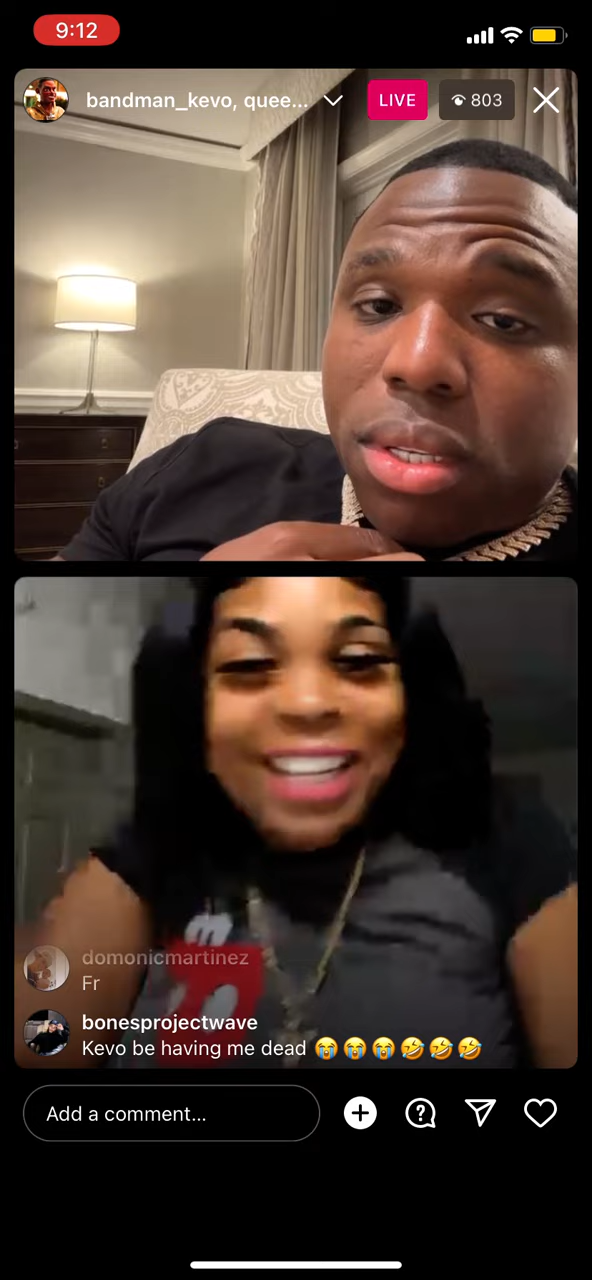 9:12
bandman_kevo, quee...
LIVE
803
domonicmartinez
Fr
bonesprojectwave
Kevo be having me dead 😭😭😭🤣🤣🤣
Add a comment...